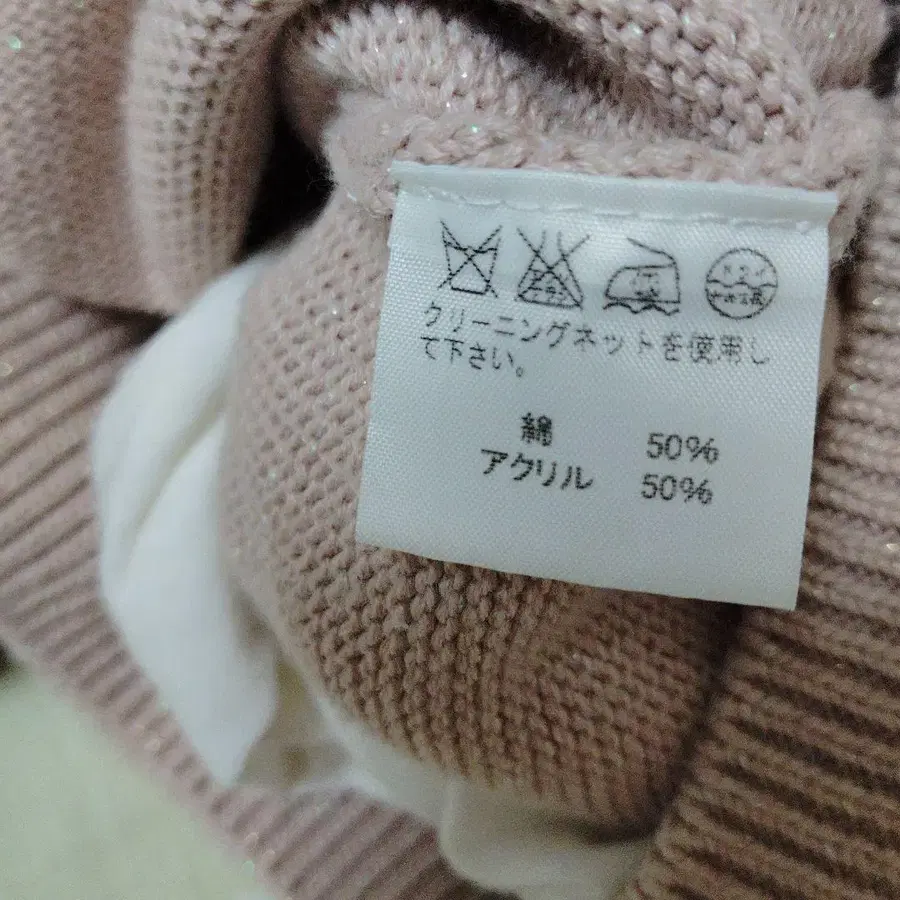 クリーニングネットを使用し
て下さい。
綿 50%
アクリル 50%